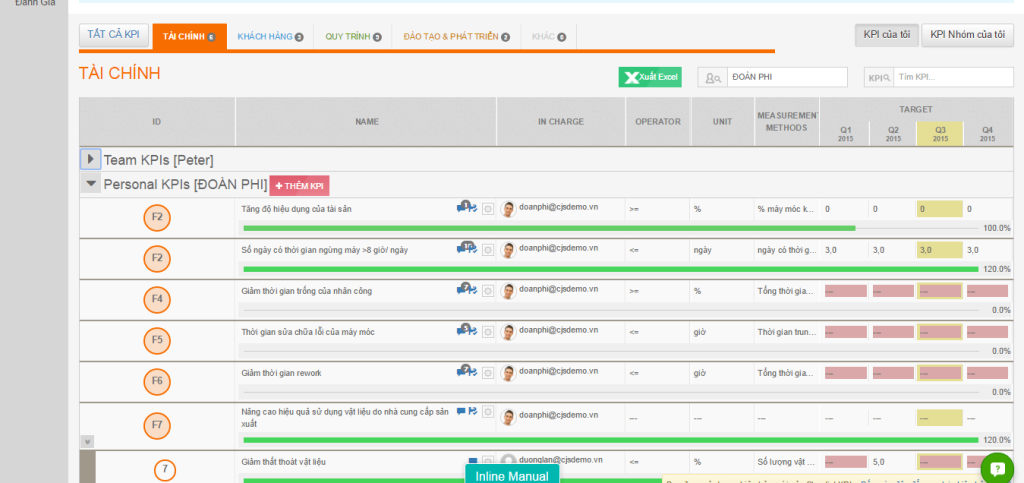 Đánh Giá
TẤT CẢ KPI
TÀI CHÍNH 6
KHÁCH HÀNG 3
QUY TRÌNH
ĐÀO TẠO & PHÁT TRIỂN
KHÁC
KPI của tôi
KPI Nhóm của tôi
TÀI CHÍNH
Xuất Excel
ĐOÀN PHI
KPI
Tìm KPI...
ID
NAME
IN CHARGE
OPERATOR
UNIT
MEASUREMENT
METHODS
TARGET
Q1 Q2 Q3 Q4
2015 2015 2015 2015
Team KPIs [Peter]
Personal KPIs [ĐOÀN PHI] + THÊM KPI
F2 Tăng độ hiệu dụng của tài sản doanphi@cjsdemo.vn >= % % máy móc k... 0 0 0 0
100.0%
F2 Số ngày có thời gian ngừng máy >8 giờ/ ngày doanphi@cjsdemo.vn <= ngày ngày có thời g... 3,0 3,0 3,0 3,0
120.0%
F4 Giảm thời gian trống của nhân công doanphi@cjsdemo.vn >= % Tổng thời gia... --- --- --- ---
0.0%
F5 Thời gian sửa chữa lỗi của máy móc doanphi@cjsdemo.vn <= giờ Thời gian trun... --- --- --- ---
0.0%
F6 Giảm thời gian rework doanphi@cjsdemo.vn <= giờ Tổng thời gia... --- --- --- ---
0.0%
F7 Nâng cao hiệu quả sử dụng vật liệu do nhà cung cấp sản doanphi@cjsdemo.vn --- --- --- --- --- --- ---
xuất
120.0%
7 Giảm thất thoát vật liệu duonglan@cjsdemo.vn <= % Số lượng vật ... --- 5,0 --- ---
Inline Manual